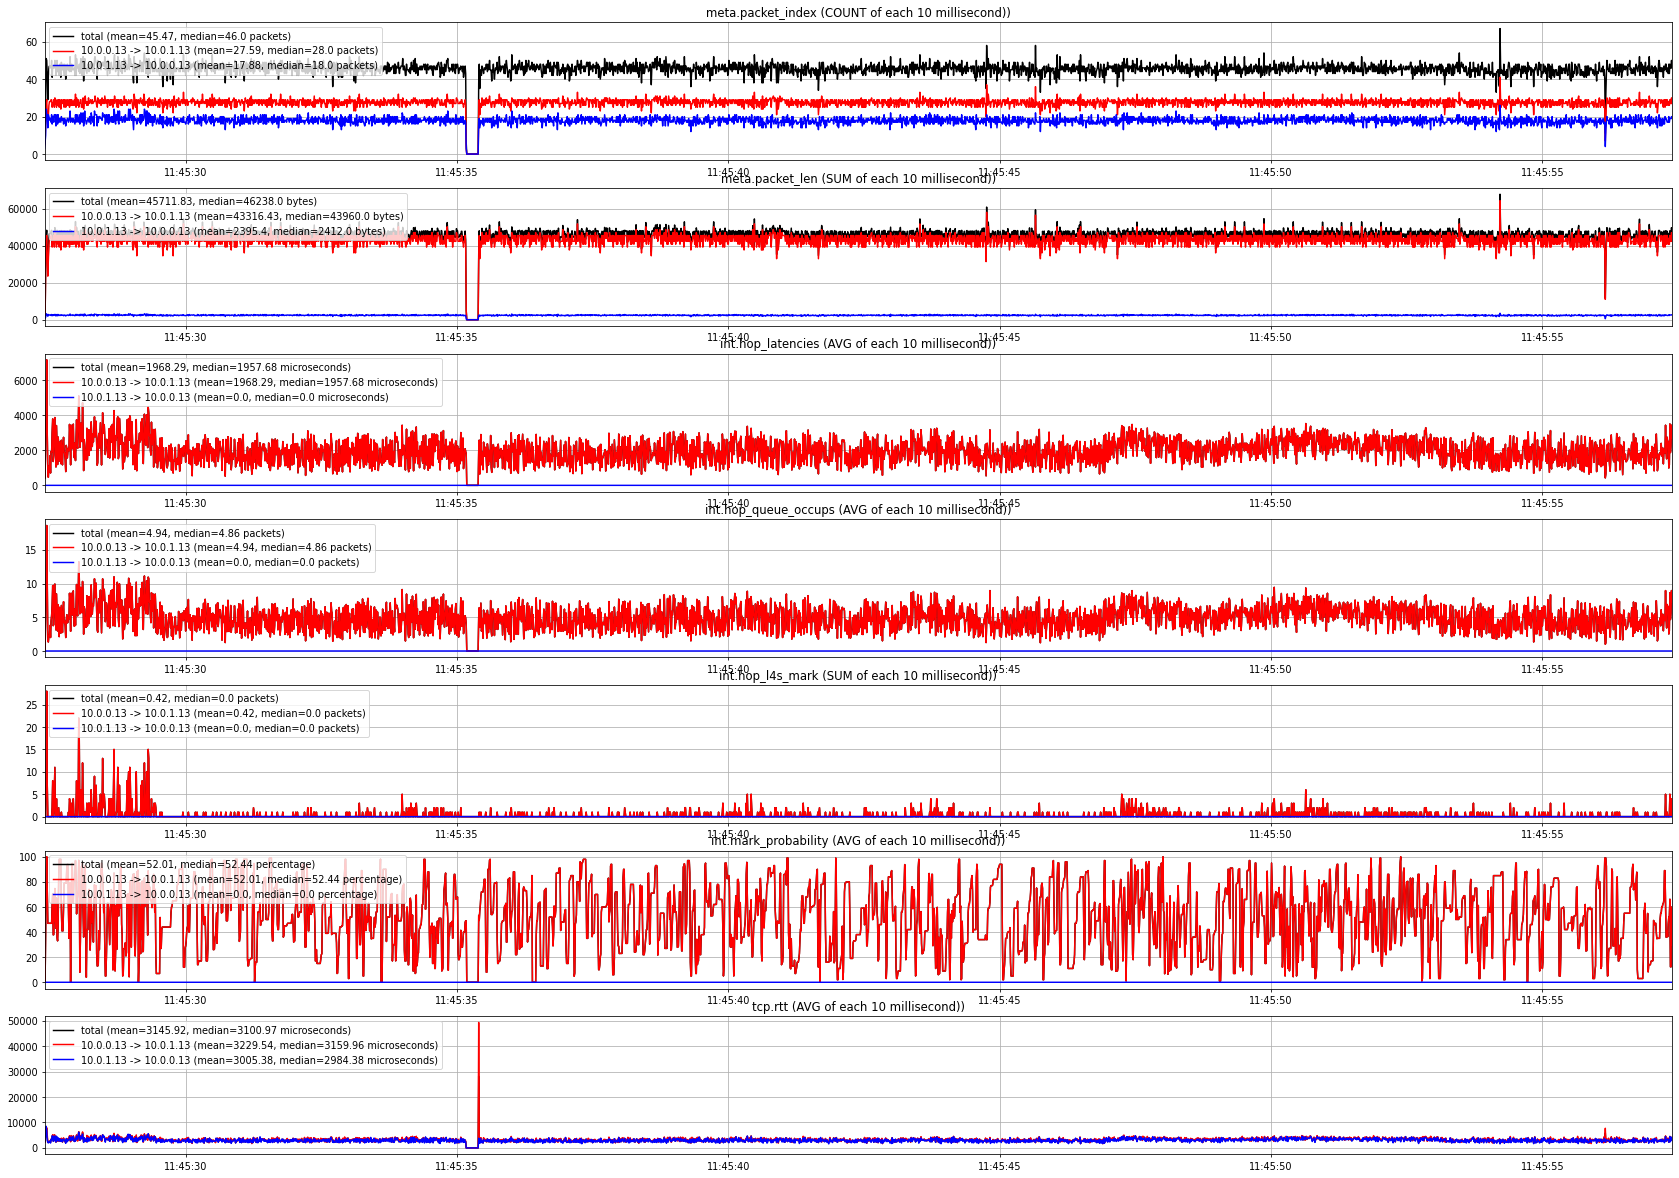 meta.packet_index (COUNT of each 10 millisecond))
total (mean=45.47, median=46.0 packets)
10.0.0.13 -> 10.0.1.13 (mean=27.59, median=28.0 packets)
10.0.1.13 -> 10.0.0.13 (mean=17.88, median=18.0 packets)
60
40
20
0
11:45:30 11:45:35 11:45:40 11:45:45 11:45:50 11:45:55
meta.packet_len (SUM of each 10 millisecond))
total (mean=45711.83, median=46238.0 bytes)
10.0.0.13 -> 10.0.1.13 (mean=43316.43, median=43960.0 bytes)
10.0.1.13 -> 10.0.0.13 (mean=2395.4, median=2412.0 bytes)
60000
40000
20000
0
11:45:30 11:45:35 11:45:40 11:45:45 11:45:50 11:45:55
int.hop_latencies (AVG of each 10 millisecond))
total (mean=1968.29, median=1957.68 microseconds)
10.0.0.13 -> 10.0.1.13 (mean=1968.29, median=1957.68 microseconds)
10.0.1.13 -> 10.0.0.13 (mean=0.0, median=0.0 microseconds)
6000
4000
2000
0
11:45:30 11:45:35 11:45:40 11:45:45 11:45:50 11:45:55
int.hop_queue_occups (AVG of each 10 millisecond))
total (mean=4.94, median=4.86 packets)
10.0.0.13 -> 10.0.1.13 (mean=4.94, median=4.86 packets)
10.0.1.13 -> 10.0.0.13 (mean=0.0, median=0.0 packets)
15
10
5
0
11:45:30 11:45:35 11:45:40 11:45:45 11:45:50 11:45:55
int.hop_l4s_mark (SUM of each 10 millisecond))
total (mean=0.42, median=0.0 packets)
10.0.0.13 -> 10.0.1.13 (mean=0.42, median=0.0 packets)
10.0.1.13 -> 10.0.0.13 (mean=0.0, median=0.0 packets)
25
20
15
10
5
0
11:45:30 11:45:35 11:45:40 11:45:45 11:45:50 11:45:55
int.mark_probability (AVG of each 10 millisecond))
total (mean=52.01, median=52.44 percentage)
10.0.0.13 -> 10.0.1.13 (mean=52.01, median=52.44 percentage)
10.0.1.13 -> 10.0.0.13 (mean=0.0, median=0.0 percentage)
100
80
60
40
20
0
11:45:30 11:45:35 11:45:40 11:45:45 11:45:50 11:45:55
tcp.rtt (AVG of each 10 millisecond))
total (mean=3145.92, median=3100.97 microseconds)
10.0.0.13 -> 10.0.1.13 (mean=3229.54, median=3159.96 microseconds)
10.0.1.13 -> 10.0.0.13 (mean=3005.38, median=2984.38 microseconds)
50000
40000
30000
20000
10000
0
11:45:30 11:45:35 11:45:40 11:45:45 11:45:50 11:45:55